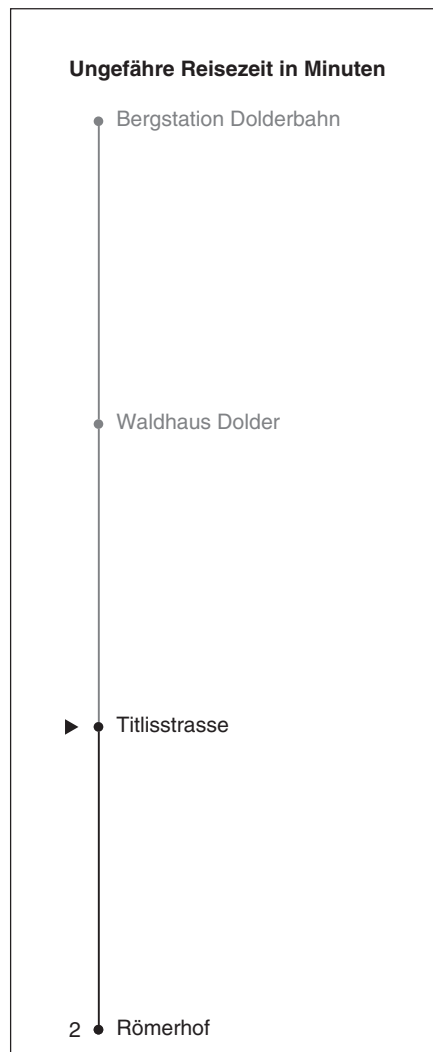 Ungefähre Reisezeit in Minuten
Bergstation Dolderbahn
Waldhaus Dolder
Titlisstrasse
2 Römerhof